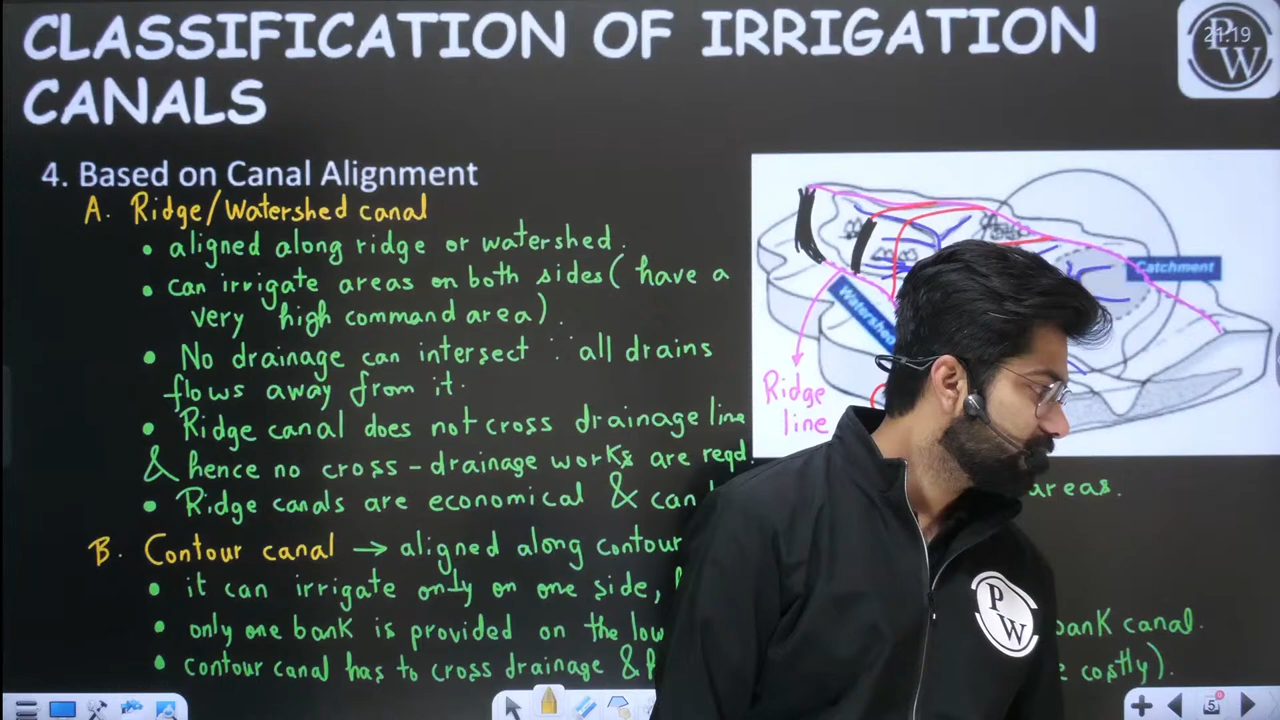 CLASSIFICATION OF IRRIGATION
CANALS
PW
21:19
4. Based on Canal Alignment
A. Ridge/Watershed canal
• aligned along ridge or watershed.
• can irrigate areas on both sides ( have a
very high command area).
• No drainage can intersect ∵ all drains
flows away from it.
• Ridge canal does not cross drainage line
& hence no cross-drainage works are reqd.
• Ridge canals are economical & can areas.
B. Contour canal → aligned along contour
• it can irrigate only on one side,
• only one bank is provided on the low bank canal.
• contour canal has to cross drainage & costly).
Catchment
Watershed
Ridge
line
PW
5